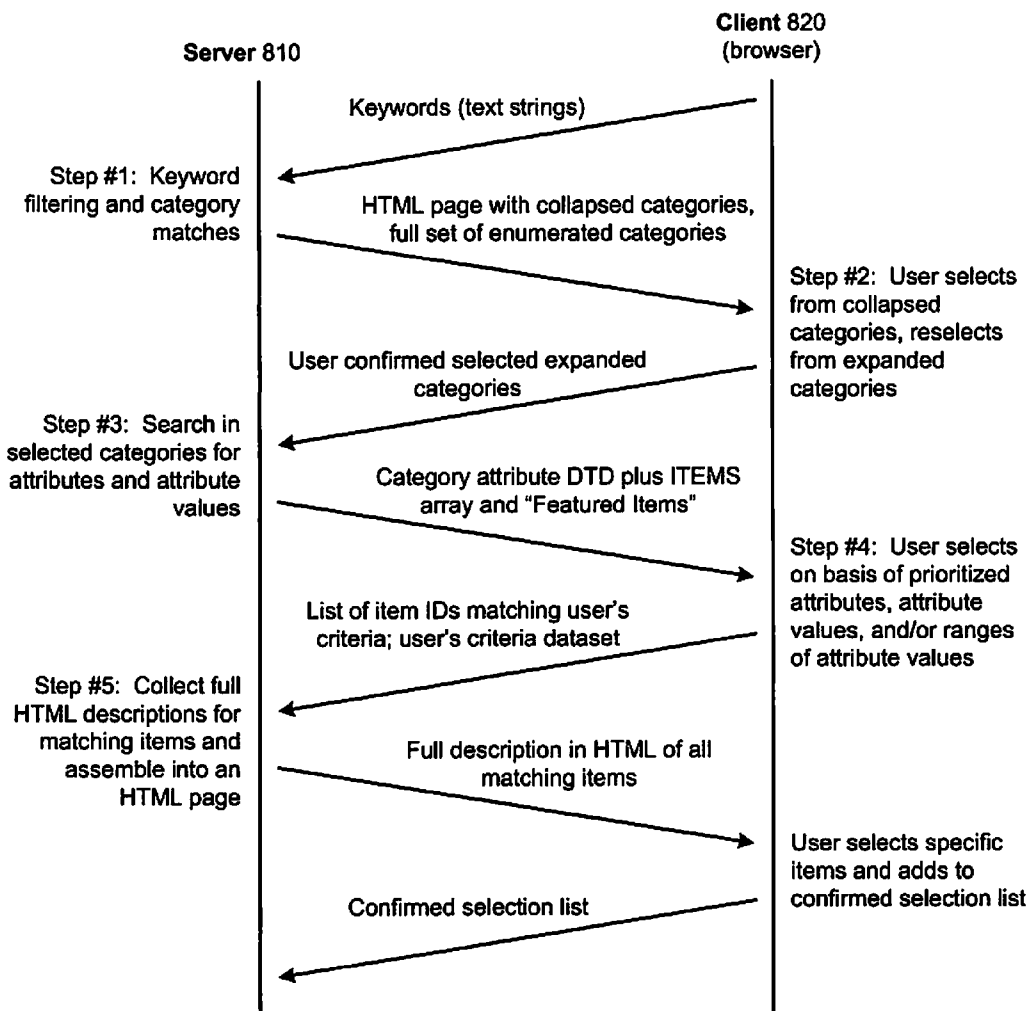 Client 820
(browser)
Server 810
Keywords (text strings)
Step #1: Keyword
filtering and category
matches
HTML page with collapsed categories,
full set of enumerated categories
Step #2: User selects
from collapsed
categories, reselects
from expanded
categories
User confirmed selected expanded
categories
Step #3: Search in
selected categories for
attributes and attribute
values
Category attribute DTD plus ITEMS
array and “Featured Items”
Step #4: User selects
on basis of prioritized
attributes, attribute
values, and/or ranges
of attribute values
List of item IDs matching user's
criteria; user's criteria dataset
Step #5: Collect full
HTML descriptions for
matching items and
assemble into an
HTML page
Full description in HTML of all
matching items
User selects specific
items and adds to
confirmed selection list
Confirmed selection list